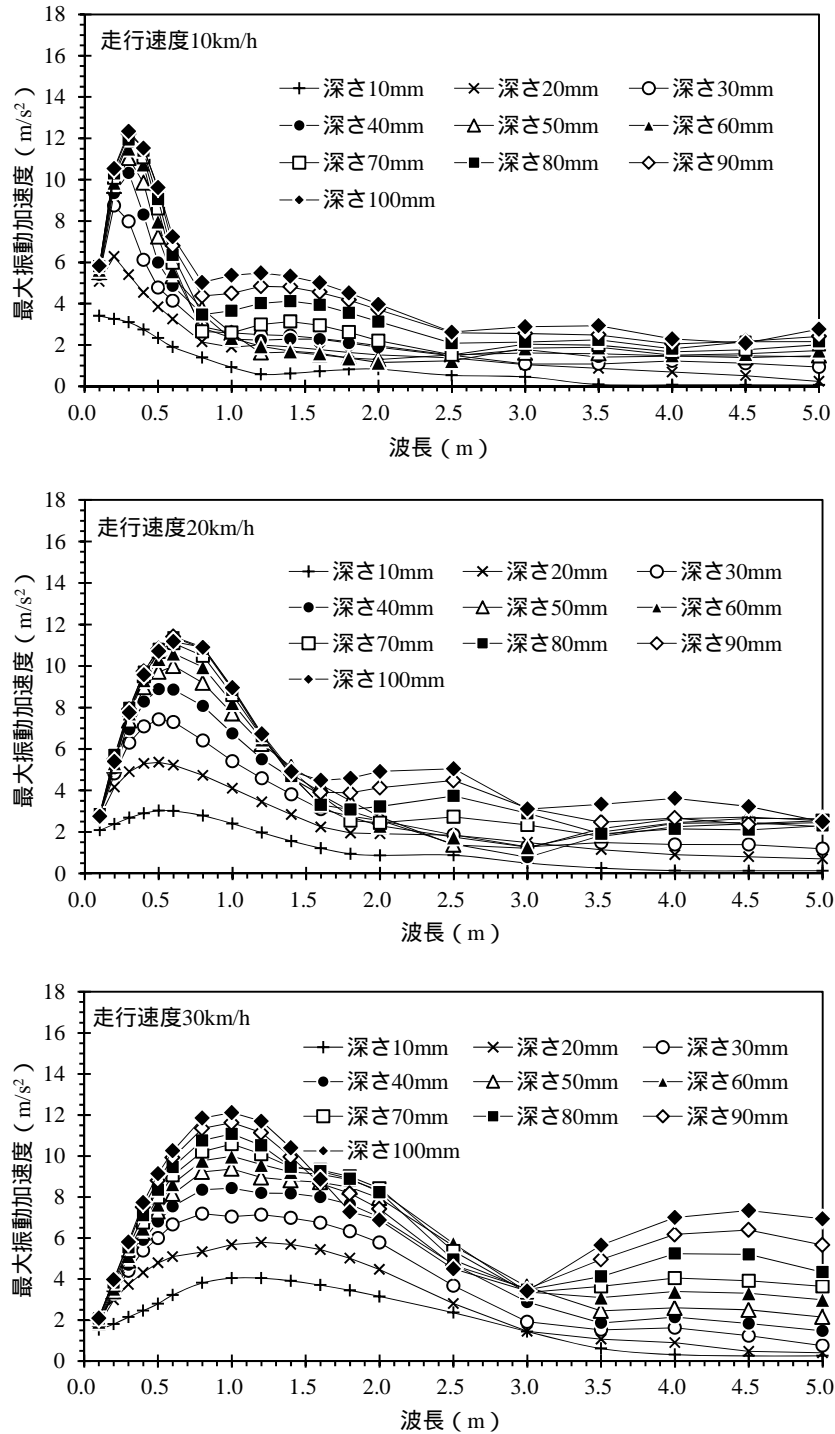 18
16
14
12
10
8
6
4
2
0
最大振動加速度（m/s²）
走行速度10km/h
深さ10mm 深さ20mm 深さ30mm
深さ40mm 深さ50mm 深さ60mm
深さ70mm 深さ80mm 深さ90mm
深さ100mm
0.0 0.5 1.0 1.5 2.0 2.5 3.0 3.5 4.0 4.5 5.0
波長（m）
18
16
14
12
10
8
6
4
2
0
最大振動加速度（m/s²）
走行速度20km/h
深さ10mm 深さ20mm 深さ30mm
深さ40mm 深さ50mm 深さ60mm
深さ70mm 深さ80mm 深さ90mm
深さ100mm
0.0 0.5 1.0 1.5 2.0 2.5 3.0 3.5 4.0 4.5 5.0
波長（m）
18
16
14
12
10
8
6
4
2
0
最大振動加速度（m/s²）
走行速度30km/h
深さ10mm 深さ20mm 深さ30mm
深さ40mm 深さ50mm 深さ60mm
深さ70mm 深さ80mm 深さ90mm
深さ100mm
0.0 0.5 1.0 1.5 2.0 2.5 3.0 3.5 4.0 4.5 5.0
波長（m）